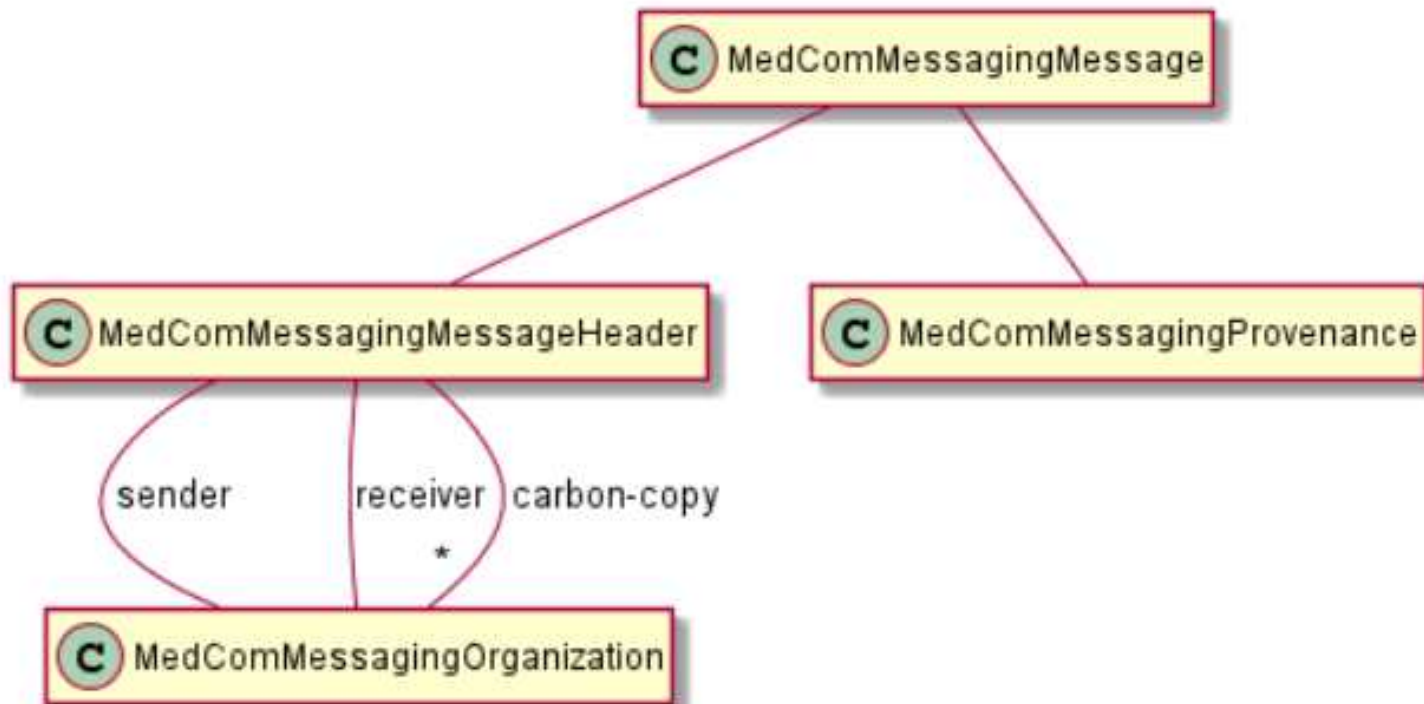 C MedComMessagingMessage
C MedComMessagingMessageHeader
C MedComMessagingProvenance
sender
receiver
carbon-copy
*
C MedComMessagingOrganization